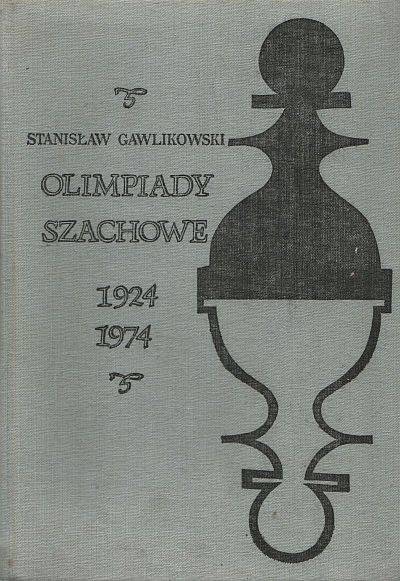 STANISŁAW GAWLIKOWSKI
OLIMPIADY
SZACHOWE
1924
1974